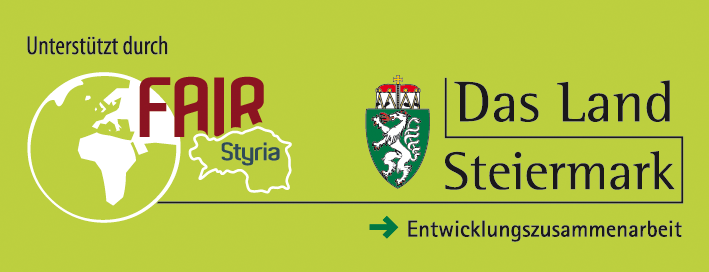 Unterstützt durch
FAIR
Styria
Das Land
Steiermark
Entwicklungszusammenarbeit